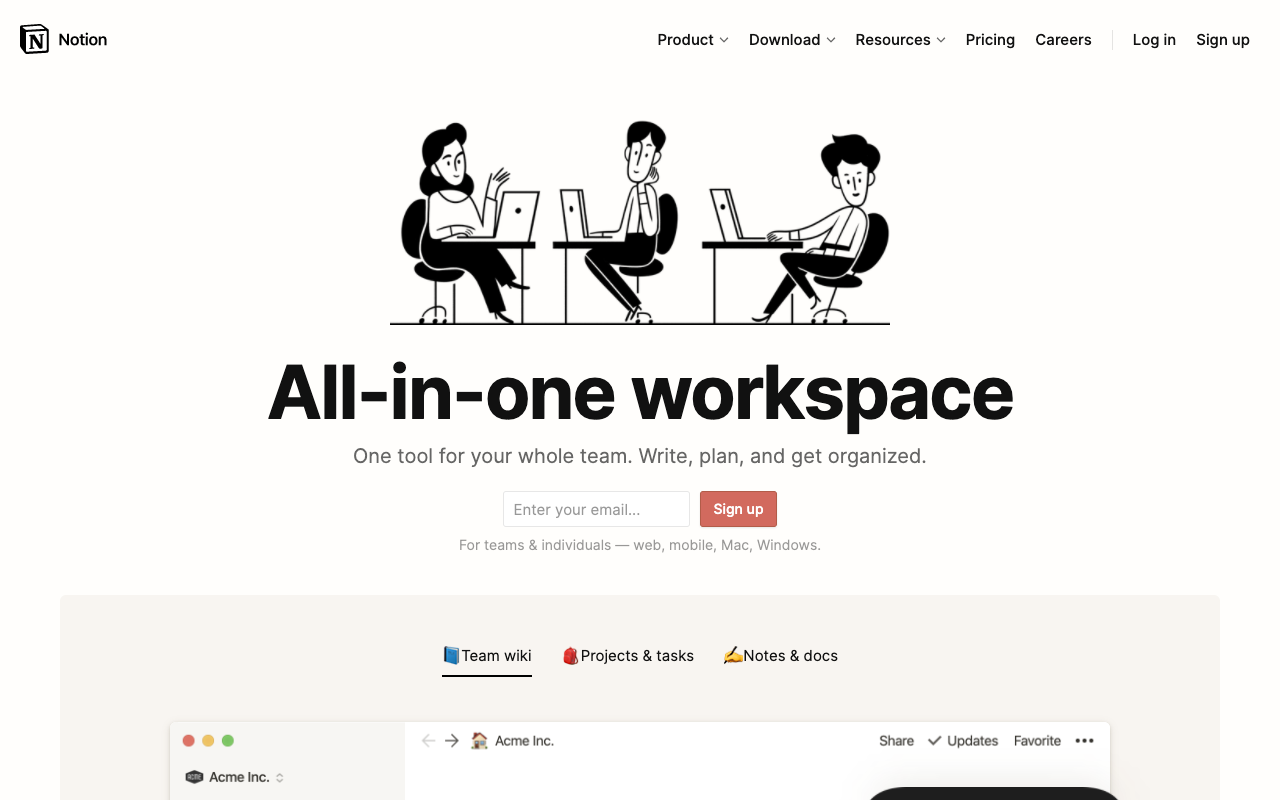 Notion
Product Download Resources Pricing Careers Log in Sign up
All-in-one workspace
One tool for your whole team. Write, plan, and get organized.
Enter your email... Sign up
For teams & individuals — web, mobile, Mac, Windows.
Team wiki Projects & tasks Notes & docs
Acme Inc. Share Updates Favorite •••
ACME Acme Inc.